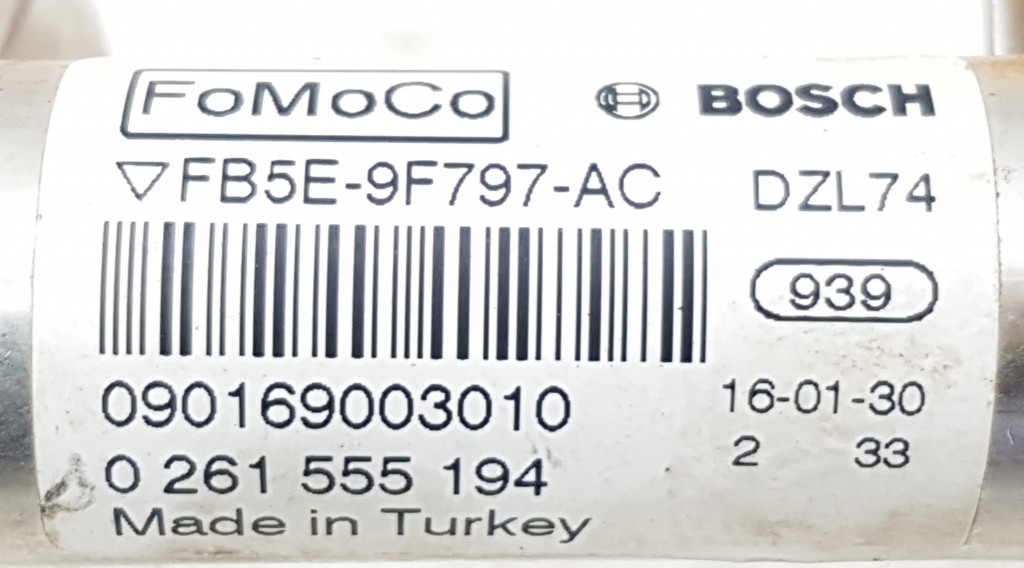 FoMoCo BOSCH
▽FB5E-9F797-AC DZL74
939
090169003010 16-01-30
0 261 555 194 2 33
Made in Turkey